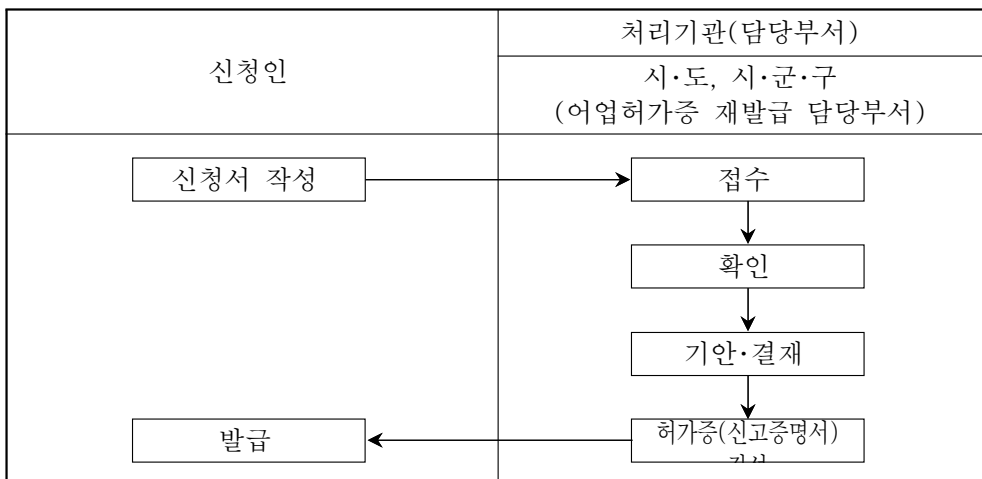 신청인
처리기관(담당부서)
시·도, 시·군·구
(어업허가증 재발급 담당부서)
신청서 작성
접수
확인
기안·결재
발급
허가증(신고증명서)